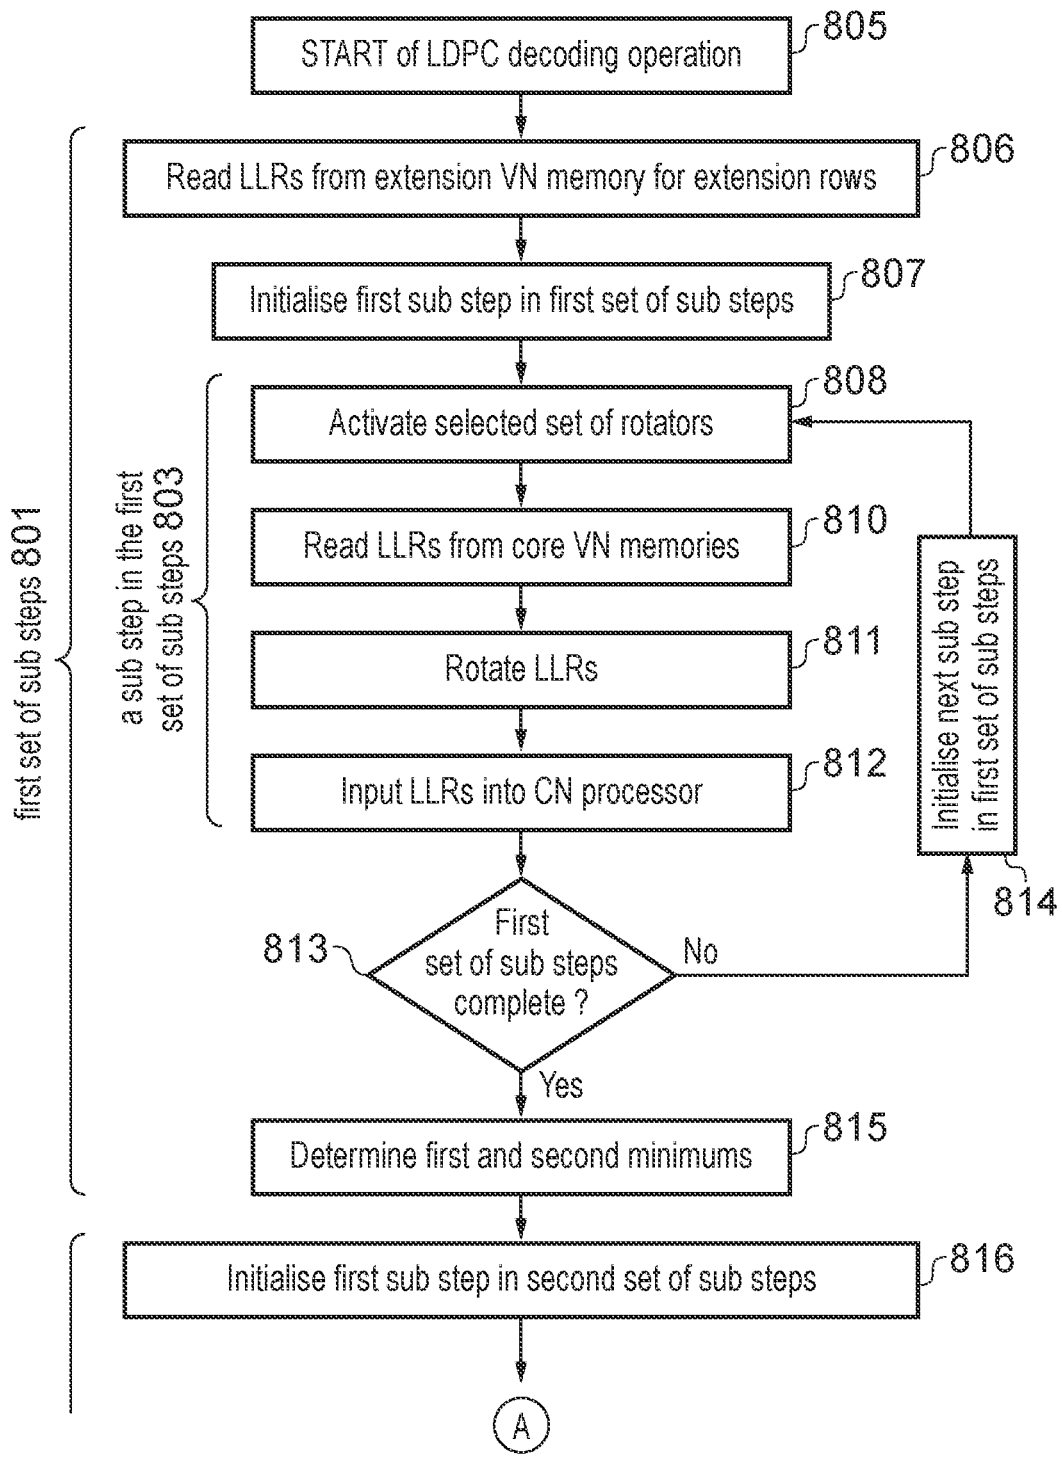 805
START of LDPC decoding operation
806
Read LLRs from extension VN memory for extension rows
807
Initialise first sub step in first set of sub steps
808
Activate selected set of rotators
810
Read LLRs from core VN memories
811
Rotate LLRs
812
Input LLRs into CN processor
a sub step in the first
set of sub steps 803
first set of sub steps 801
Initialise next sub step
in first set of sub steps
814
813
First
set of sub steps
complete ?
No
Yes
815
Determine first and second minimums
816
Initialise first sub step in second set of sub steps
A